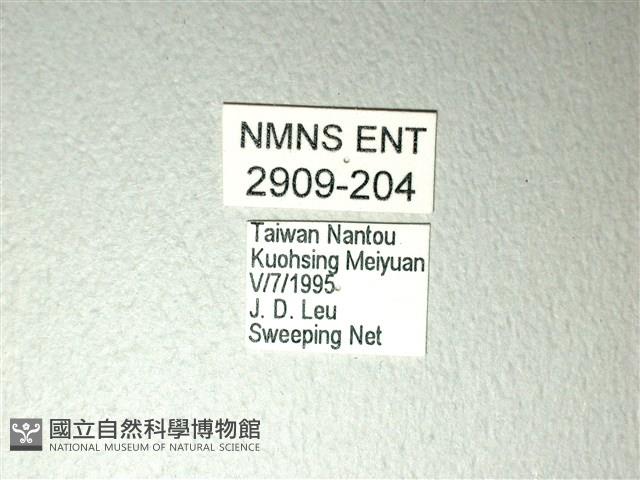 NMNS ENT
2909-204
Taiwan Nantou
Kuohsing Meiyuan
V/7/1995
J. D. Leu
Sweeping Net
國立自然科學博物館
NATIONAL MUSEUM OF NATURAL SCIENCE